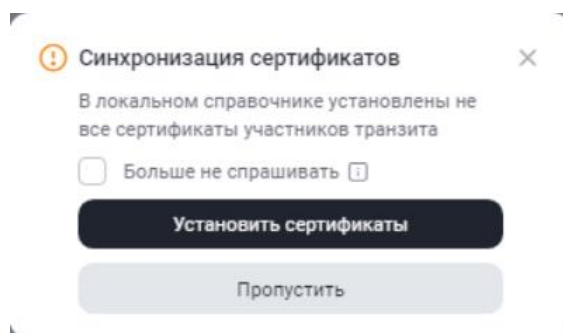 Синхронизация сертификатов
В локальном справочнике установлены не
все сертификаты участников транзита
Больше не спрашивать
Установить сертификаты
Пропустить